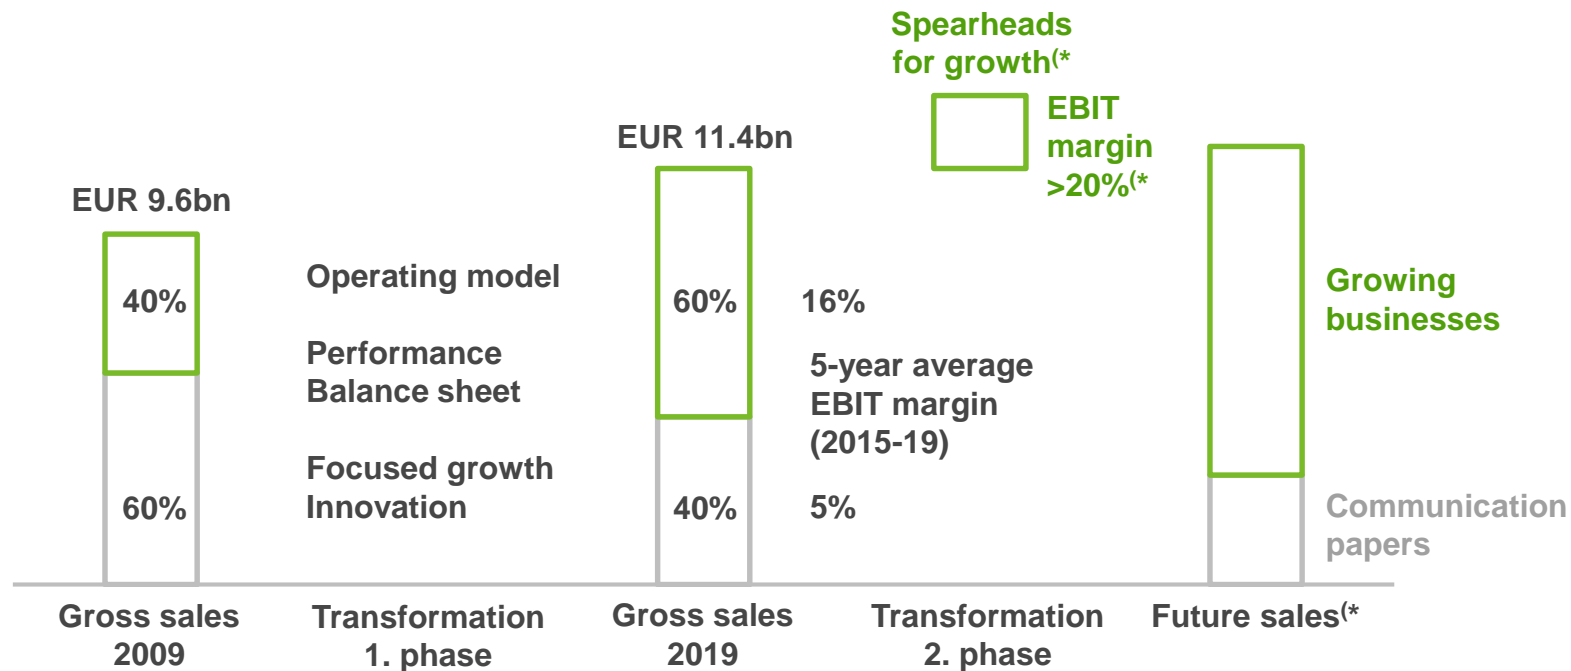 Spearheads
for growth(*
EBIT
margin
>20%(*
EUR 11.4bn
EUR 9.6bn
40%
60%
Operating model
Performance
Balance sheet
Focused growth
Innovation
60%
40%
16%
5-year average
EBIT margin
(2015-19)
5%
Growing
businesses
Communication
papers
Gross sales
2009
Transformation
1. phase
Gross sales
2019
Transformation
2. phase
Future sales(*